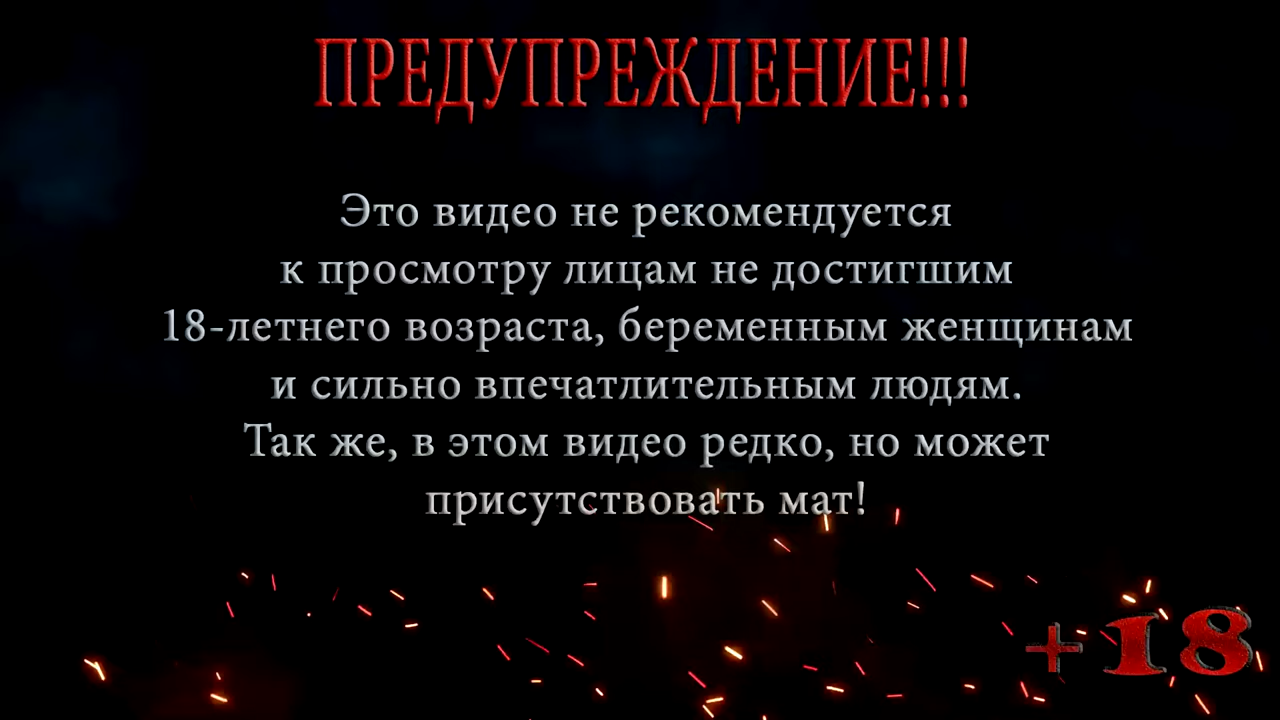 ПРЕДУПРЕЖДЕНИЕ!!!
Это видео не рекомендуется
к просмотру лицам не достигшим
18-летнего возраста, беременным женщинам
и сильно впечатлительным людям.
Так же, в этом видео редко, но может
присутствовать мат!
+18